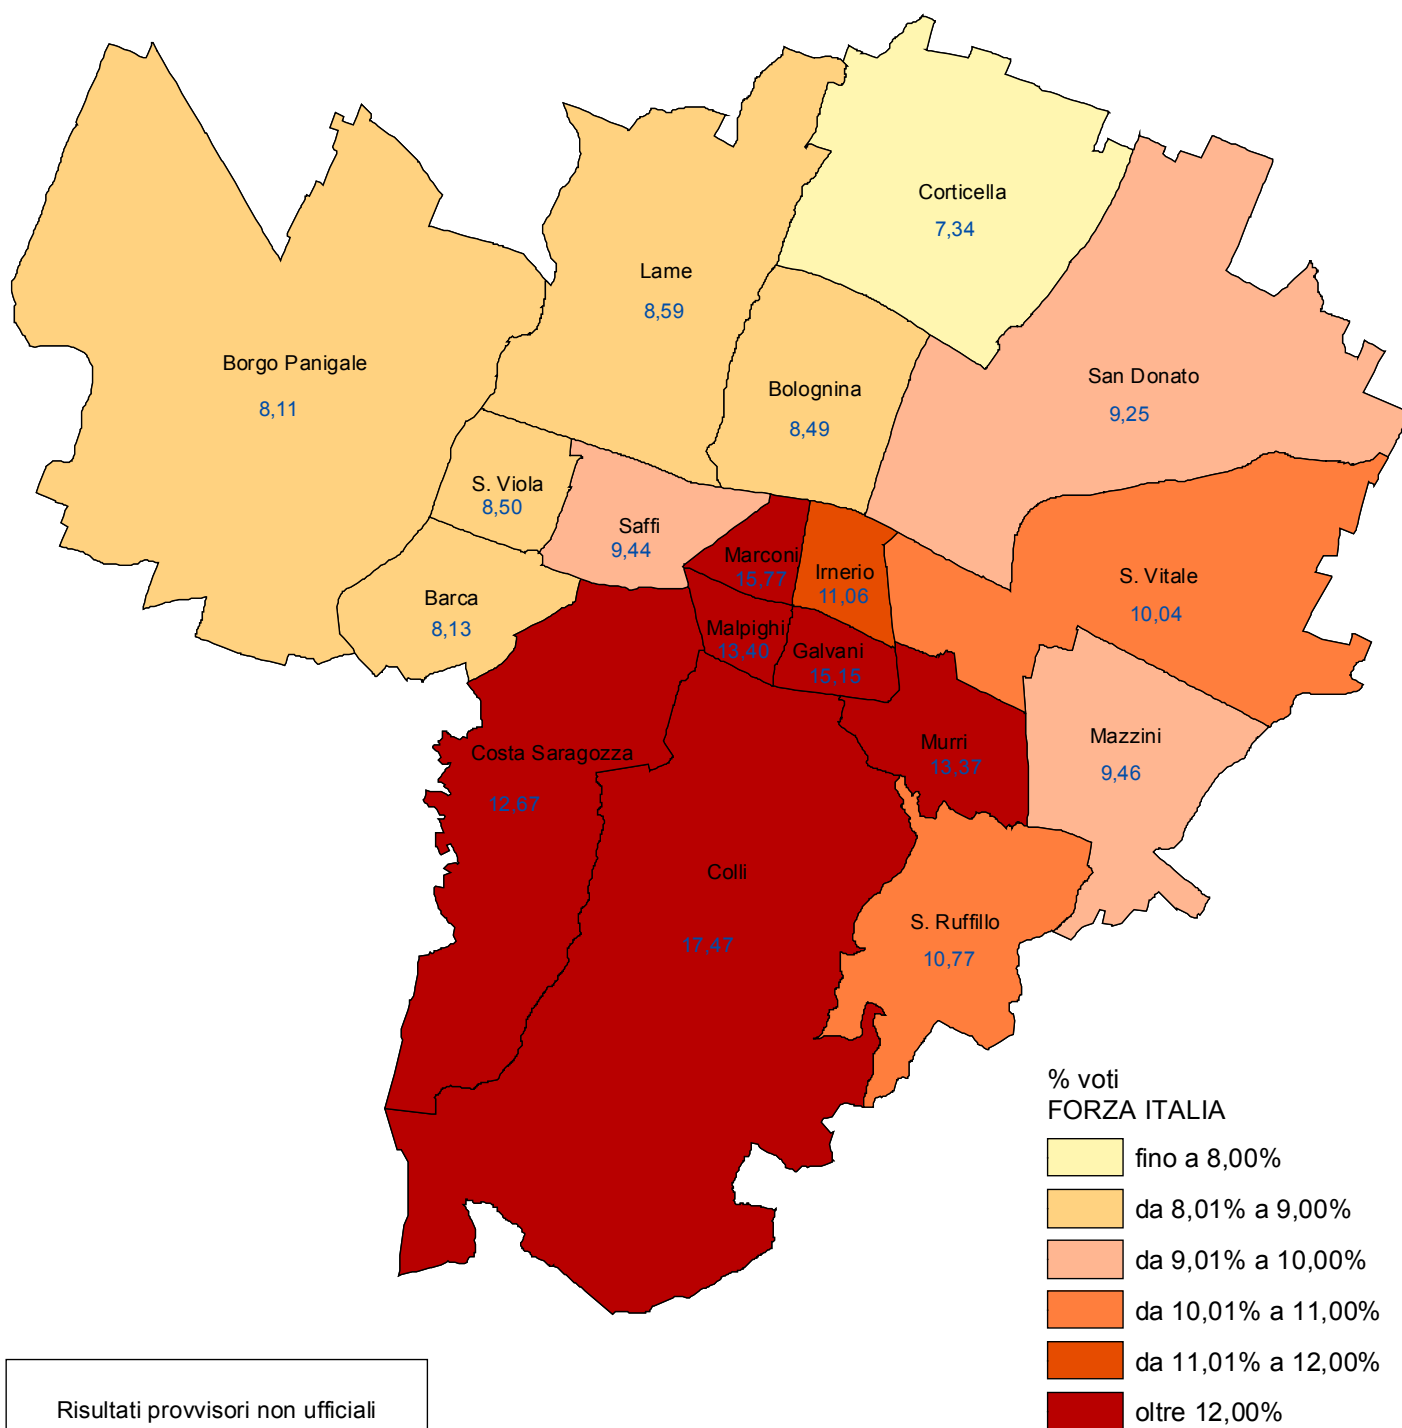 Corticella
7,34
Lame
8,59
Borgo Panigale
8,11
Bolognina
8,49
San Donato
9,25
S. Viola
8,50
Saffi
9,44
Marconi
15,77
Irnerio
11,06
S. Vitale
10,04
Barca
8,13
Malpighi
13,40
Galvani
15,15
Costa Saragozza
12,67
Murri
13,37
Mazzini
9,46
Colli
17,47
S. Ruffillo
10,77
% voti
FORZA ITALIA
fino a 8,00%
da 8,01% a 9,00%
da 9,01% a 10,00%
da 10,01% a 11,00%
da 11,01% a 12,00%
oltre 12,00%
Risultati provvisori non ufficiali